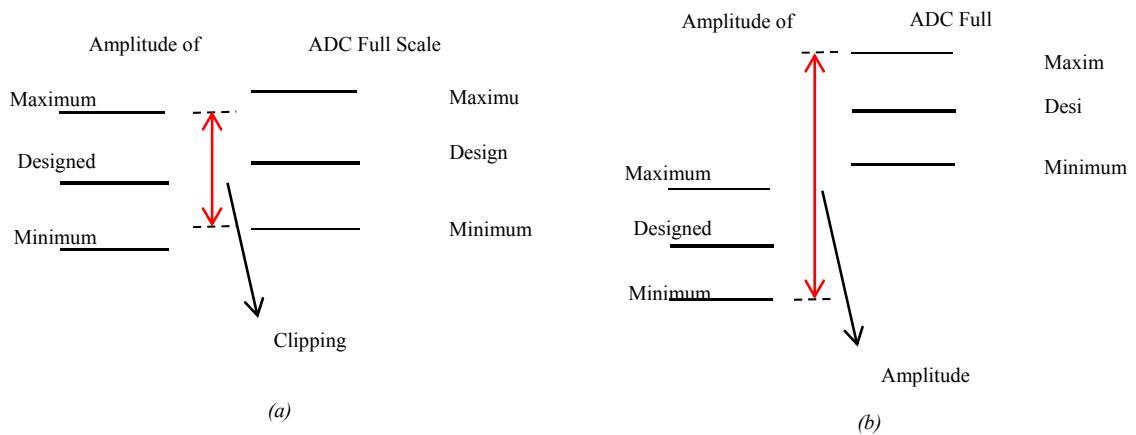 Amplitude of
ADC Full Scale
Maximum
Maximu
Designed
Design
Minimum
Minimum
Clipping
(a)
Amplitude of
ADC Full
Maxim
Desi
Minimum
Maximum
Designed
Minimum
Amplitude
(b)